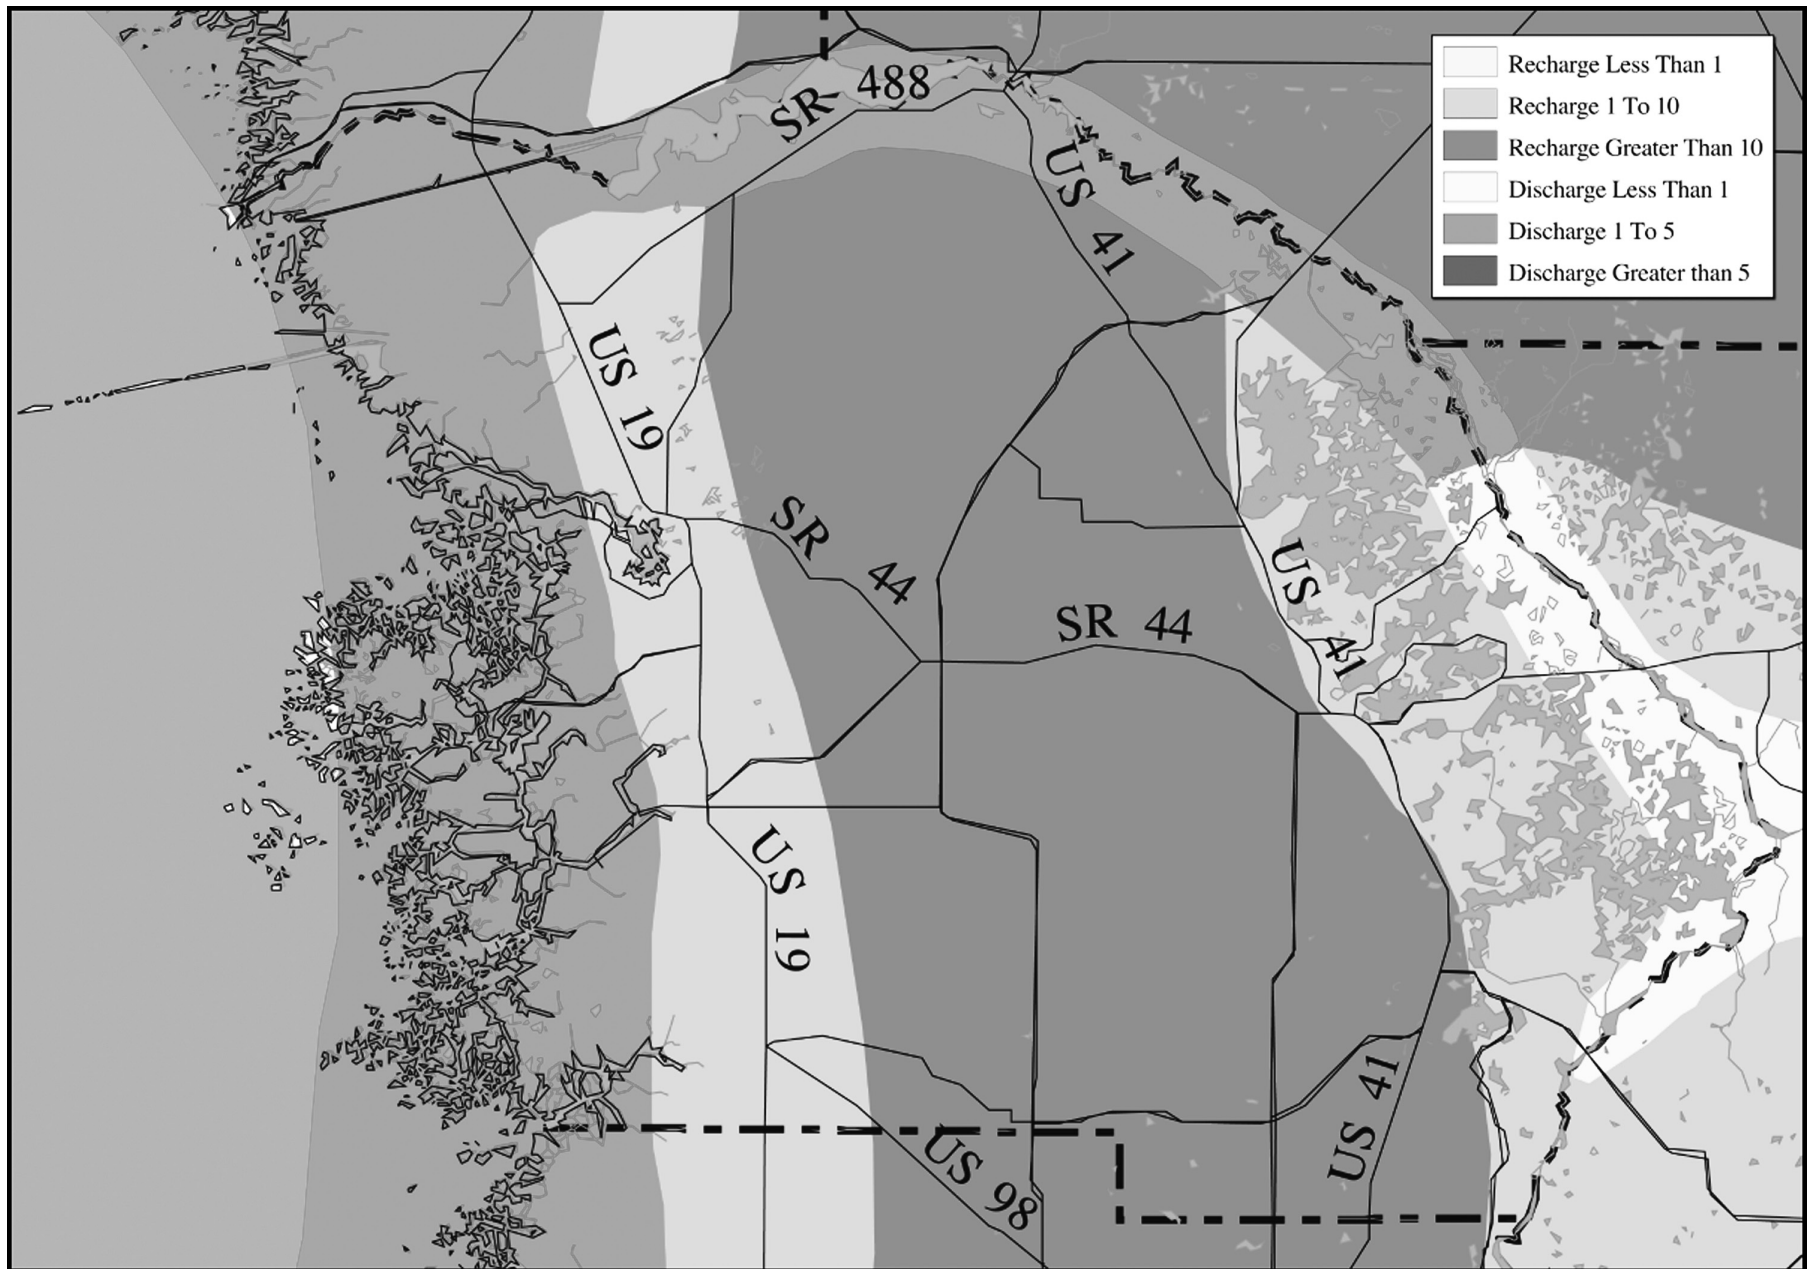 Recharge Less Than 1
Recharge 1 To 10
Recharge Greater Than 10
Discharge Less Than 1
Discharge 1 To 5
Discharge Greater than 5
SR 488
US 41
US 19
SR 44
SR 44
US 41
US 19
US 41
US 98